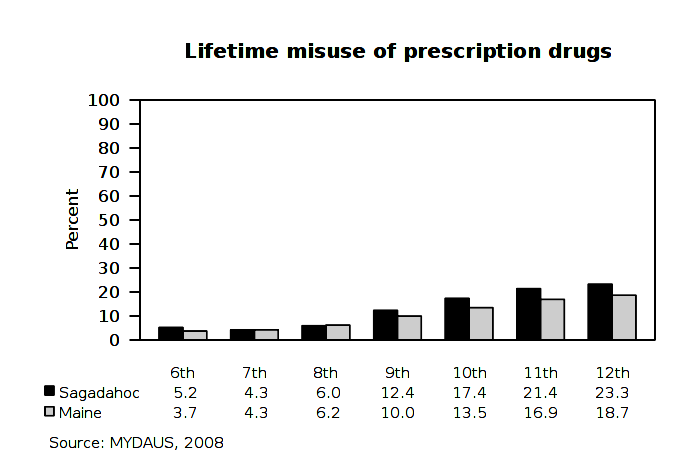 Lifetime misuse of prescription drugs
100
90
80
70
60
50
40
30
20
10
0
Percent
6th 7th 8th 9th 10th 11th 12th
Sagadahoc 5.2 4.3 6.0 12.4 17.4 21.4 23.3
Maine 3.7 4.3 6.2 10.0 13.5 16.9 18.7
Source: MYDAUS, 2008